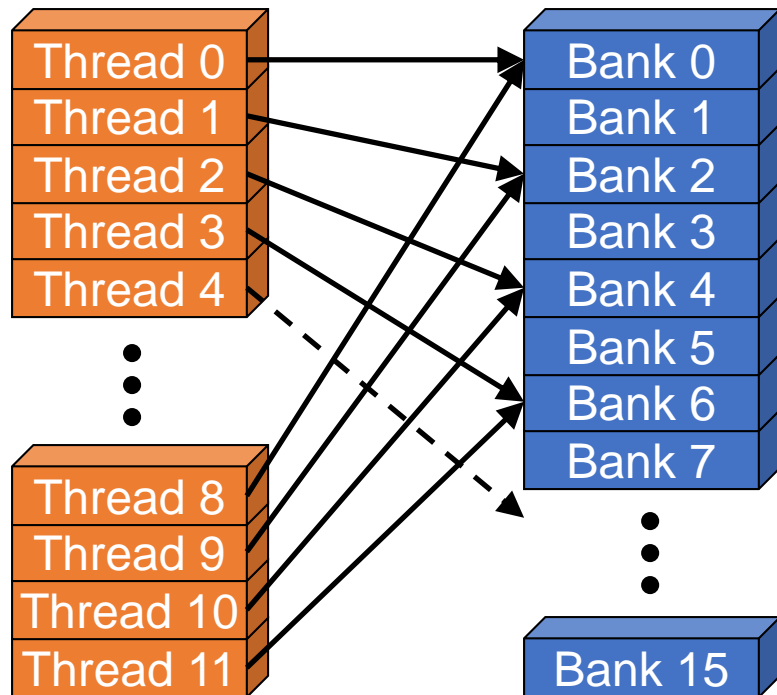 Thread 0
Thread 1
Thread 2
Thread 3
Thread 4
Thread 8
Thread 9
Thread 10
Thread 11
Bank 0
Bank 1
Bank 2
Bank 3
Bank 4
Bank 5
Bank 6
Bank 7
Bank 15